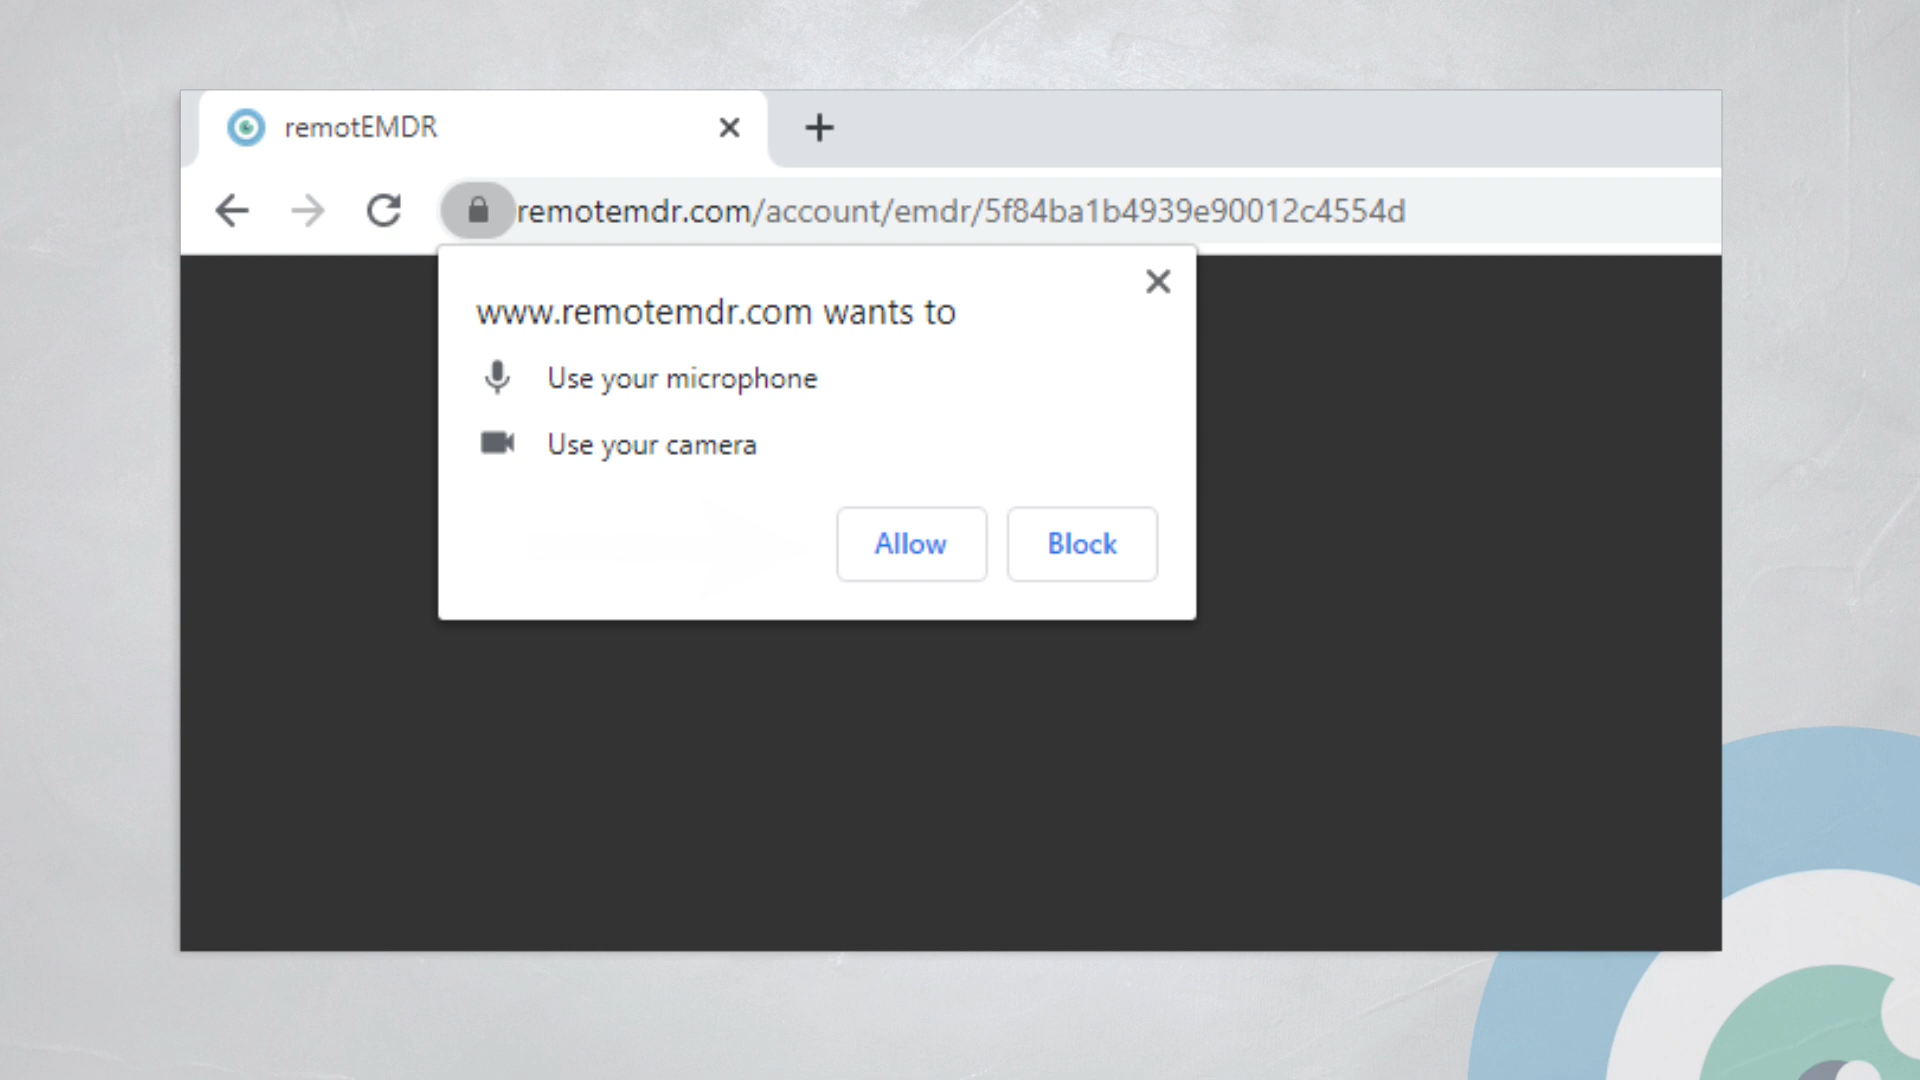 remotEMDR
remotemdr.com/account/emdr/5f84ba1b4939e90012c4554d
www.remotemdr.com wants to
Use your microphone
Use your camera
Allow Block